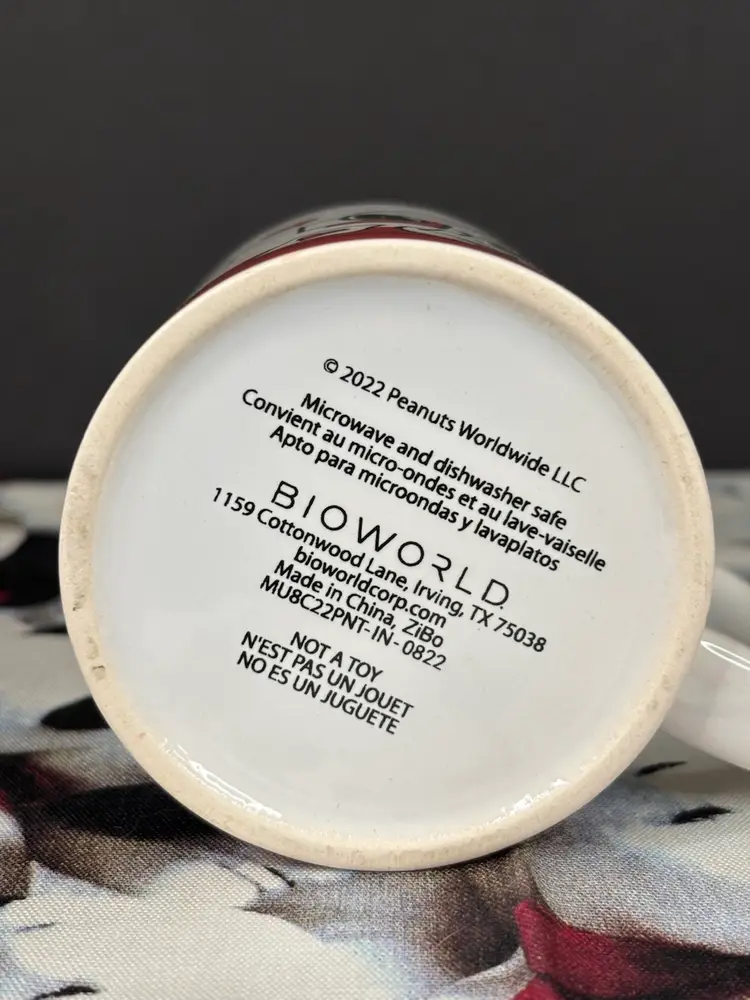 © 2022 Peanuts Worldwide LLC
Microwave and dishwasher safe
Convient au micro-ondes et au lave-vaiselle
Apto para microondas y lavaplatos
BIOWORLD
1159 Cottonwood Lane, Irving, TX 75038
bioworldcorp.com
Made in China, ZiBo
MU8C22PNT-IN-0822
NOT A TOY
N'EST PAS UN JOUET
NO ES UN JUGUETE